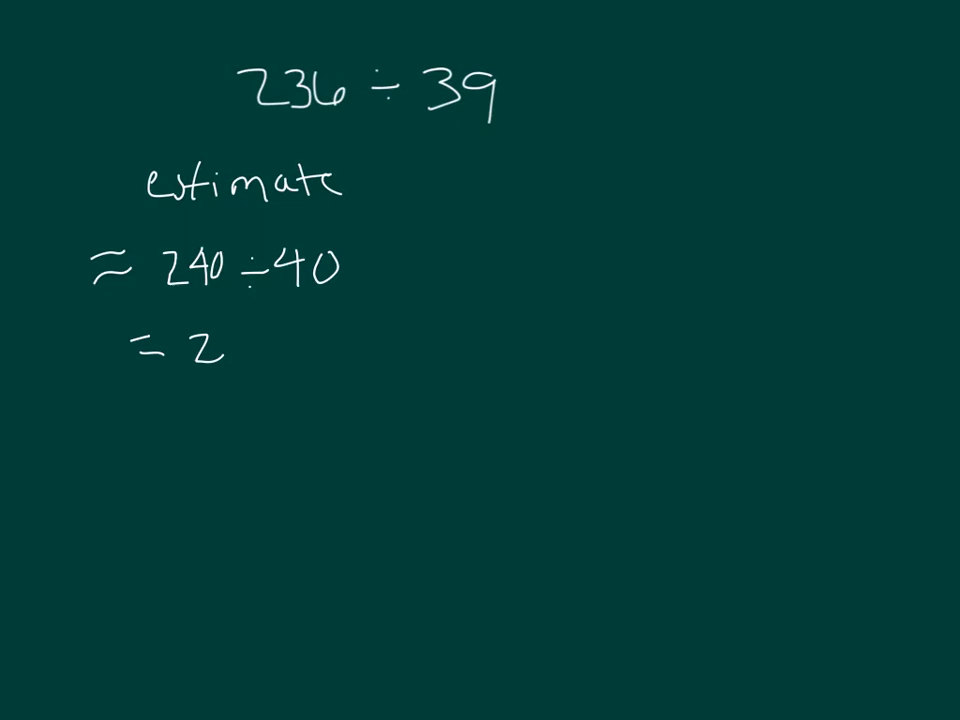 236 ÷ 39
estimate
≈ 240 ÷ 40
= 2